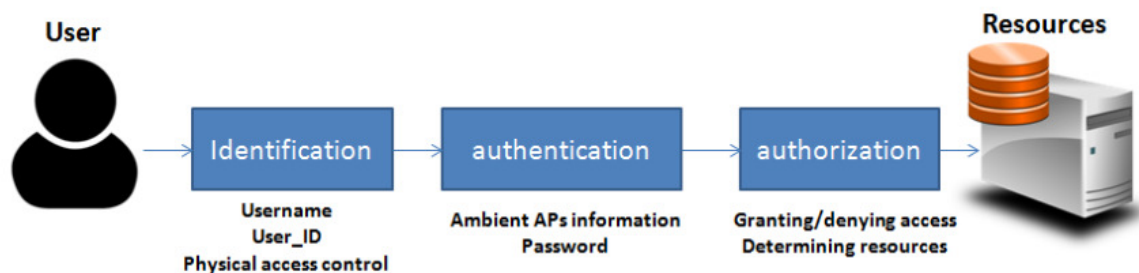 User
Resources
Identification
authentication
authorization
Username
User_ID
Physical access control
Ambient APs information
Password
Granting/denying access
Determining resources